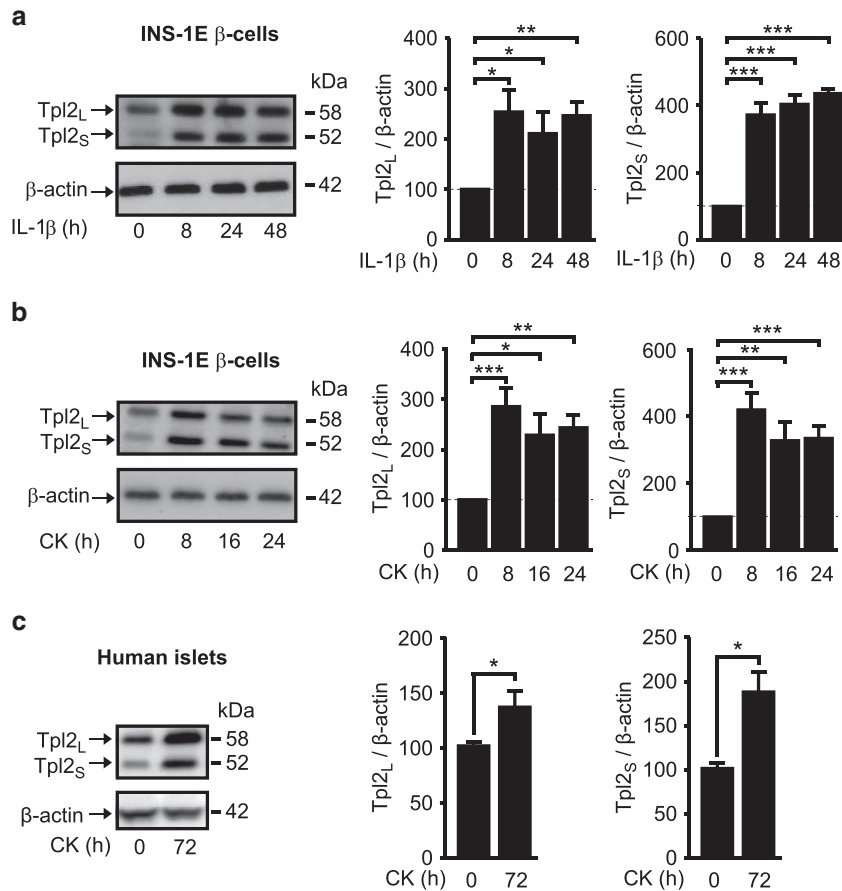 a
INS-1E β-cells
kDa
Tpl2L
58
Tpl2S
52
β-actin
42
IL-1β (h) 0 8 24 48
Tpl2L / β-actin
400
300
200
100
0
**
*
*
IL-1β (h) 0 8 24 48
Tpl2S / β-actin
600
400
200
0
***
***
***
IL-1β (h) 0 8 24 48
b
INS-1E β-cells
kDa
Tpl2L
58
Tpl2S
52
β-actin
42
CK (h) 0 8 16 24
Tpl2L / β-actin
400
300
200
100
0
**
*
***
CK (h) 0 8 16 24
Tpl2S / β-actin
600
400
200
0
***
**
***
CK (h) 0 8 16 24
c
Human islets
kDa
Tpl2L
58
Tpl2S
52
β-actin
42
CK (h) 0 72
Tpl2L / β-actin
200
150
100
50
0
*
CK (h) 0 72
Tpl2S / β-actin
250
200
150
100
50
0
*
CK (h) 0 72